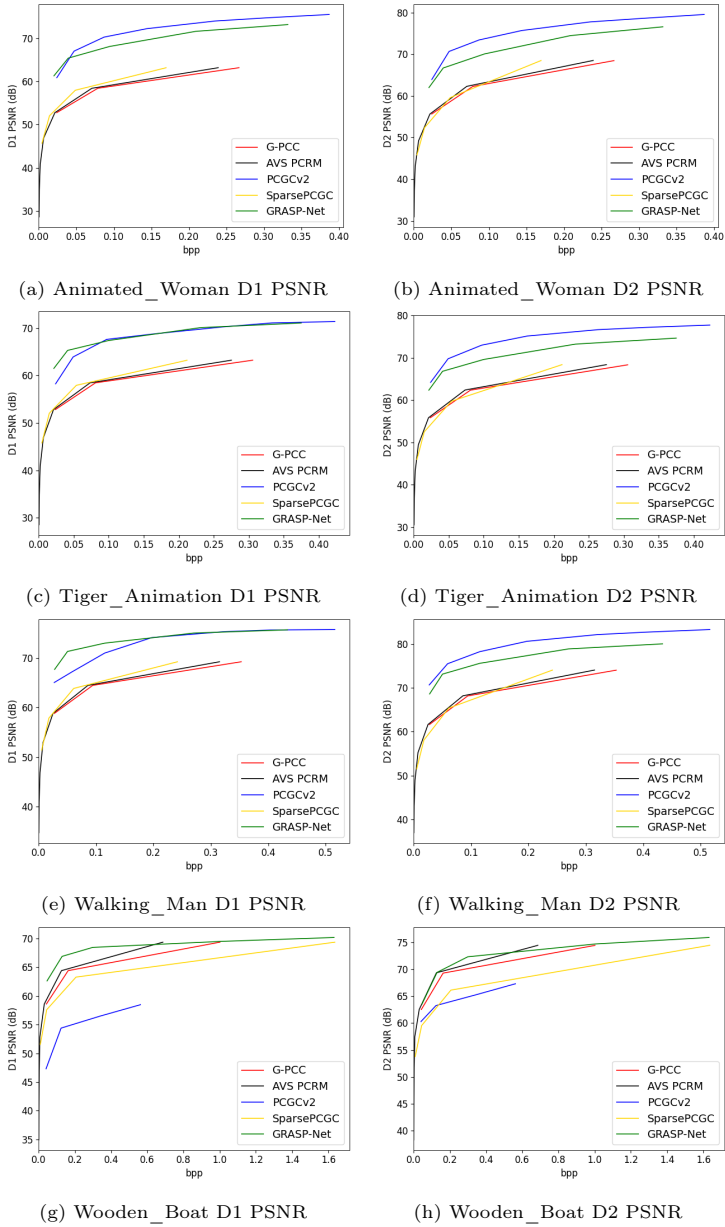 D1 PSNR (dB)
70
60
50
40
30
0.00 0.05 0.10 0.15 0.20 0.25 0.30 0.35 0.40
bpp
G-PCC
AVS PCRM
PCGCv2
SparsePCGC
GRASP-Net
D2 PSNR (dB)
80
70
60
50
40
30
0.00 0.05 0.10 0.15 0.20 0.25 0.30 0.35 0.40
bpp
G-PCC
AVS PCRM
PCGCv2
SparsePCGC
GRASP-Net
(a) Animated_Woman D1 PSNR
(b) Animated_Woman D2 PSNR
D1 PSNR (dB)
70
60
50
40
30
0.00 0.05 0.10 0.15 0.20 0.25 0.30 0.35 0.40
bpp
G-PCC
AVS PCRM
PCGCv2
SparsePCGC
GRASP-Net
D2 PSNR (dB)
80
70
60
50
40
30
0.00 0.05 0.10 0.15 0.20 0.25 0.30 0.35 0.40
bpp
G-PCC
AVS PCRM
PCGCv2
SparsePCGC
GRASP-Net
(c) Tiger_Animation D1 PSNR
(d) Tiger_Animation D2 PSNR
D1 PSNR (dB)
70
60
50
40
0.0 0.1 0.2 0.3 0.4 0.5
bpp
G-PCC
AVS PCRM
PCGCv2
SparsePCGC
GRASP-Net
D2 PSNR (dB)
80
70
60
50
40
0.0 0.1 0.2 0.3 0.4 0.5
bpp
G-PCC
AVS PCRM
PCGCv2
SparsePCGC
GRASP-Net
(e) Walking_Man D1 PSNR
(f) Walking_Man D2 PSNR
D1 PSNR (dB)
70
65
60
55
50
45
40
35
0.0 0.2 0.4 0.6 0.8 1.0 1.2 1.4 1.6
bpp
G-PCC
AVS PCRM
PCGCv2
SparsePCGC
GRASP-Net
D2 PSNR (dB)
75
70
65
60
55
50
45
40
0.0 0.2 0.4 0.6 0.8 1.0 1.2 1.4 1.6
bpp
G-PCC
AVS PCRM
PCGCv2
SparsePCGC
GRASP-Net
(g) Wooden_Boat D1 PSNR
(h) Wooden_Boat D2 PSNR